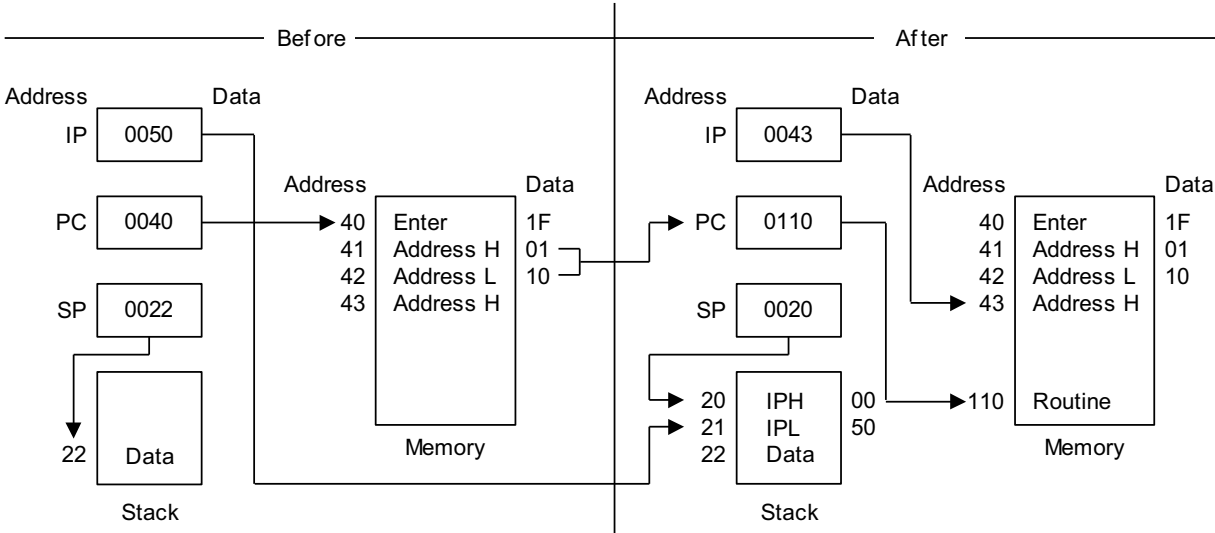 Before
Address Data
IP 0050
PC 0040
SP 0022
22 Data
Stack
Address Data
40 Enter 1F
41 Address H 01
42 Address L 10
43 Address H
Memory
After
Address Data
IP 0043
PC 0110
SP 0020
20 IPH 00
21 IPL 50
22 Data
Stack
Address Data
40 Enter 1F
41 Address H 01
42 Address L 10
43 Address H
110 Routine
Memory